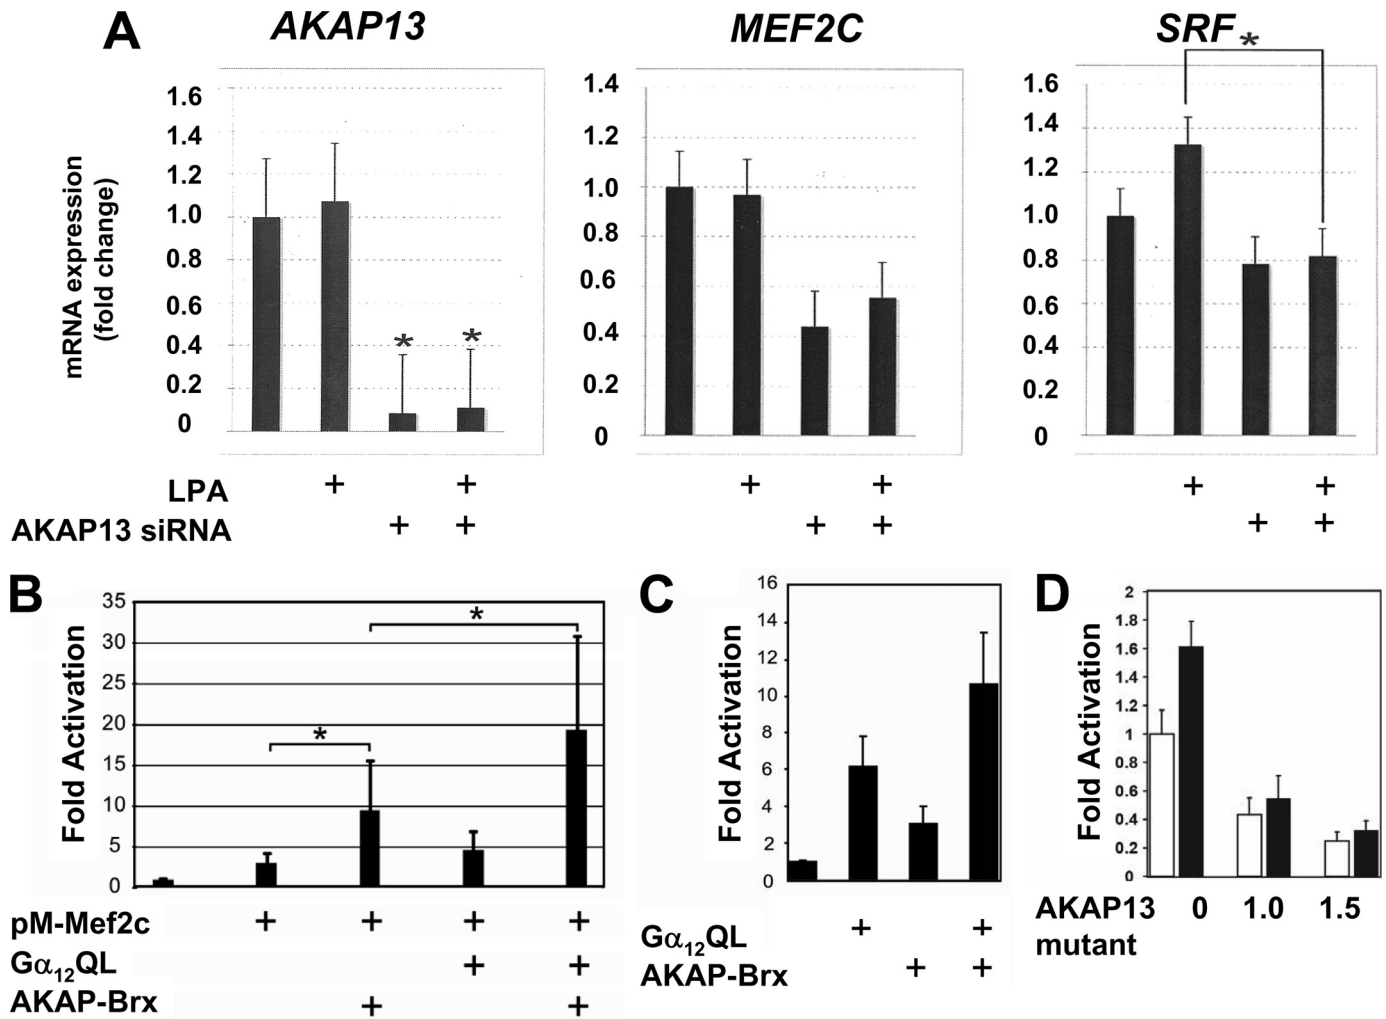 A
AKAP13
MEF2C
SRF
*
mRNA expression
(fold change)
1.6
1.4
1.2
1.0
0.8
0.6
0.4
0.2
0
* *
1.4
1.2
1.0
0.8
0.6
0.4
0.2
0
1.6
1.4
1.2
1.0
0.8
0.6
0.4
0.2
0
LPA + + + + + +
AKAP13 siRNA + + + + + +
B
Fold Activation
35
30
25
20
15
10
5
0
*
*
pM-Mef2c + + + +
Gα12QL + +
AKAP-Brx + +
C
Fold Activation
16
14
12
10
8
6
4
2
0
Gα12QL + +
AKAP-Brx + +
D
Fold Activation
2
1.8
1.6
1.4
1.2
1
0.8
0.6
0.4
0.2
0
AKAP13 0 1.0 1.5
mutant